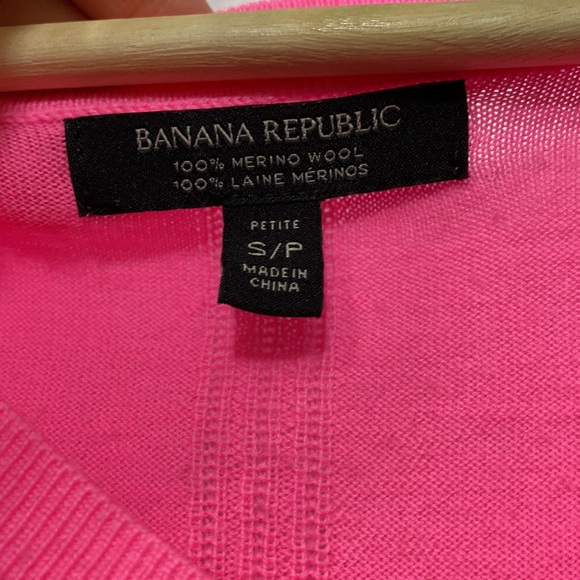 BANANA REPUBLIC
100% MERINO WOOL
100% LAINE MÉRINOS
PETITE
S/P
MADE IN
CHINA